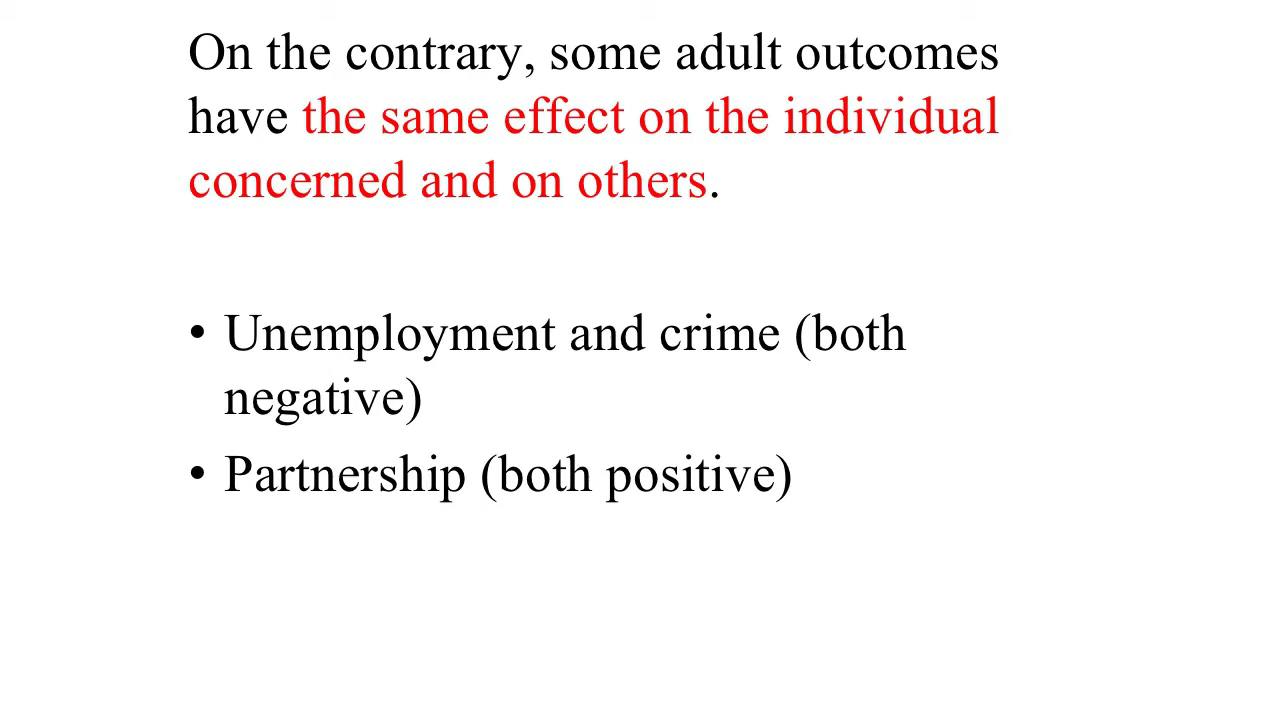 On the contrary, some adult outcomes
have the same effect on the individual
concerned and on others.
• Unemployment and crime (both
negative)
• Partnership (both positive)